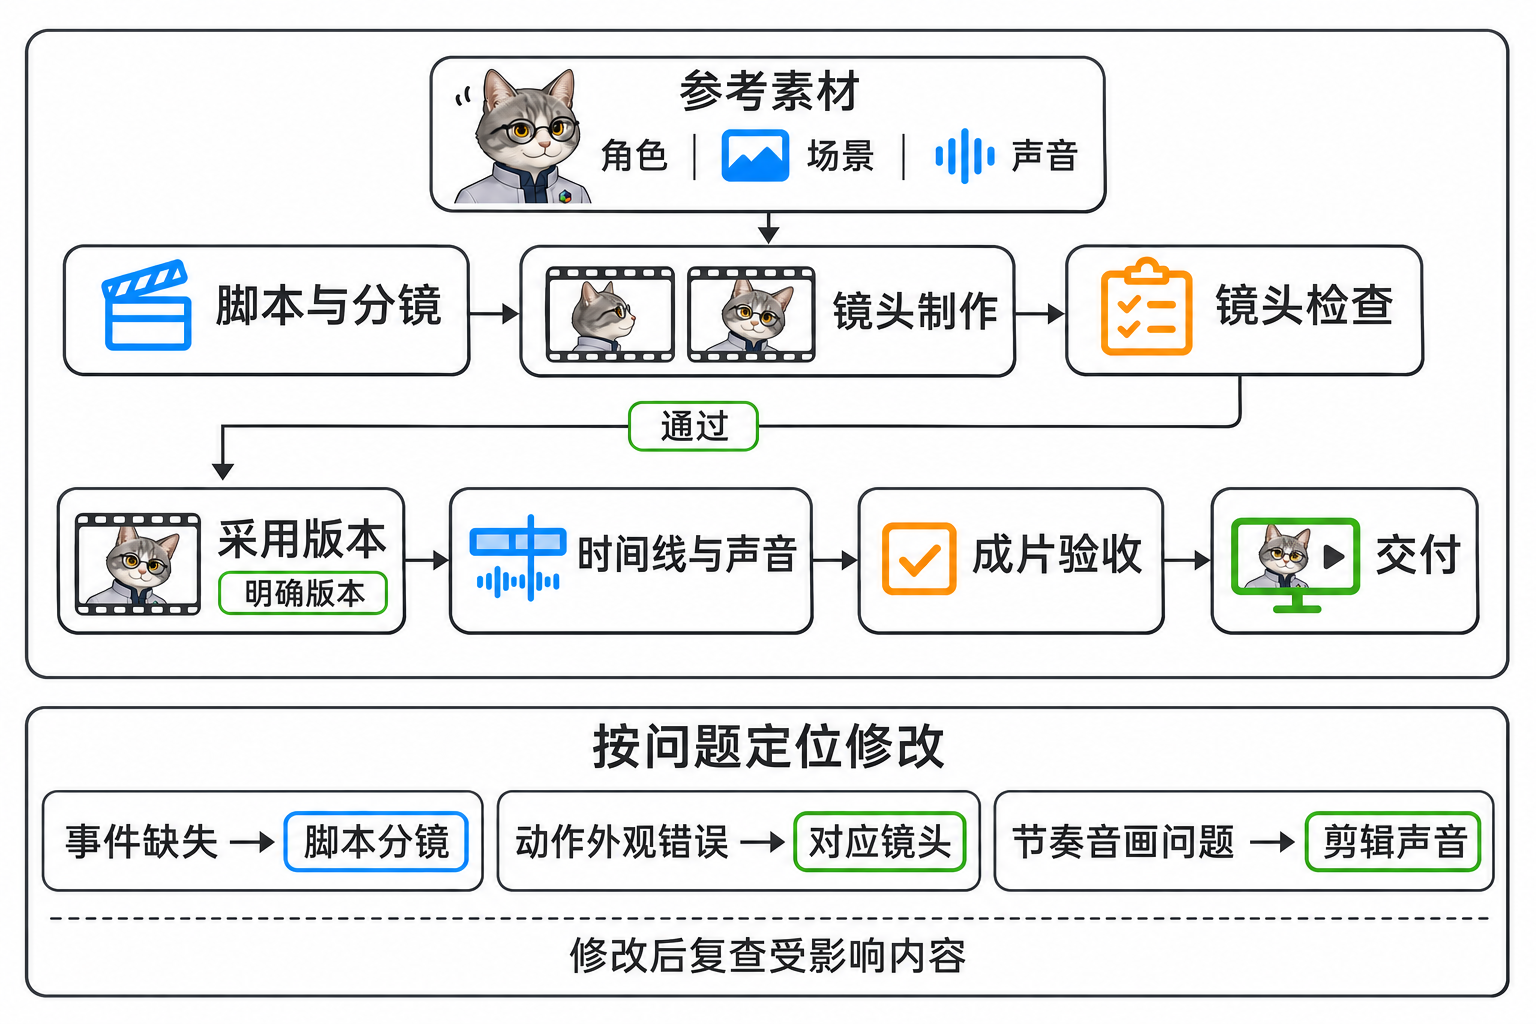 参考素材
角色
场景
声音
脚本与分镜
镜头制作
镜头检查
通过
采用版本
明确版本
时间线与声音
成片验收
交付
按问题定位修改
事件缺失
脚本分镜
动作外观错误
对应镜头
节奏音画问题
剪辑声音
修改后复查受影响内容